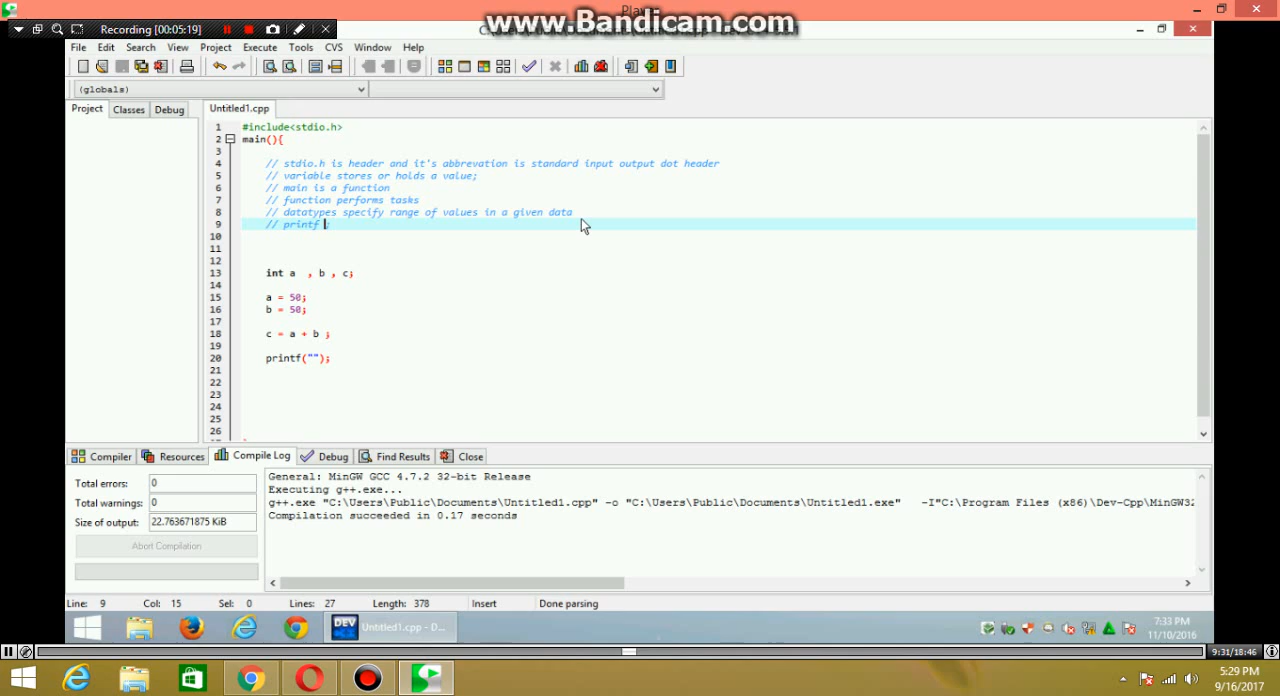 www.Bandicam.com
Recording [00:05:19]
File Edit Search View Project Execute Tools CVS Window Help
(globals)
Project Classes Debug Untitled1.cpp
1 #include<stdio.h>
2 main(){
3
4 // stdio.h is header and it's abbrevation is standard input output dot header
5 // variable stores or holds a value;
6 // main is a function
7 // function performs tasks
8 // datatypes specify range of values in a given data
9 // printf ;
10
11
12
13 int a , b , c;
14
15 a = 50;
16 b = 50;
17
18 c = a + b ;
19
20 printf("");
21
22
23
24
25
26
Compiler Resources Compile Log Debug Find Results Close
Total errors: 0
Total warnings: 0
Size of output: 22.763671875 KiB
Abort Compilation
General: MinGW GCC 4.7.2 32-bit Release
Executing g++.exe...
g++.exe "C:\Users\Public\Documents\Untitled1.cpp" -o "C:\Users\Public\Documents\Untitled1.exe" -I"C:\Program Files (x86)\Dev-Cpp\MinGW32
Compilation succeeded in 0.17 seconds
Line: 9 Col: 15 Sel: 0 Lines: 27 Length: 378 Insert Done parsing
DEV Untitled1.cpp - D...
7:33 PM
11/10/2016
9:31/18:46
5:29 PM
9/16/2017